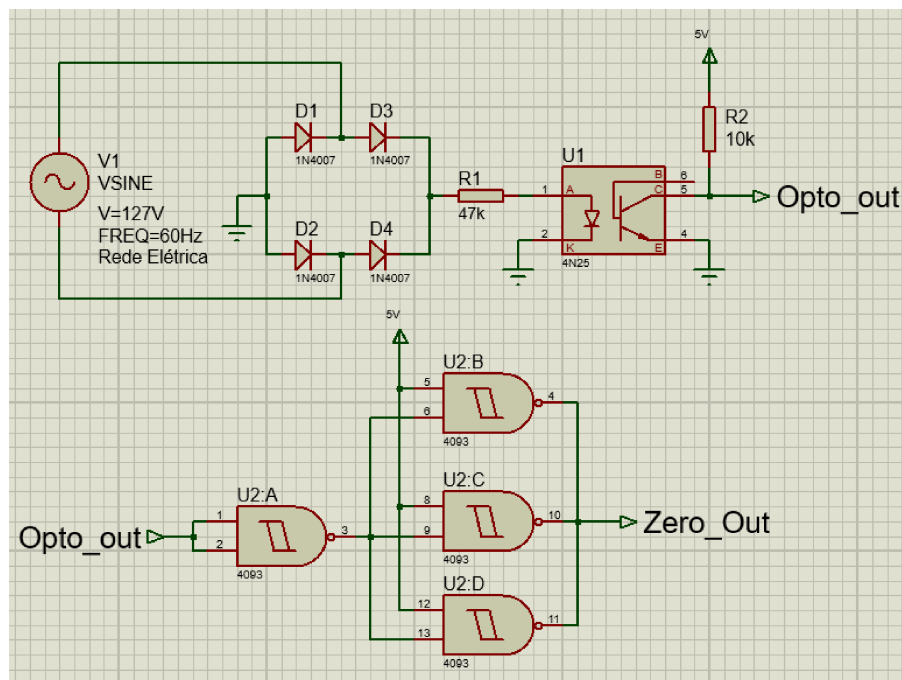 5V
D1
D3
1N4007
1N4007
V1
VSINE
V=127V
FREQ=60Hz
Rede Elétrica
R1
47k
U1
R2
10k
1
A
2
K
B
6
C
5
4
E
4N25
Opto_out
D2
D4
1N4007
1N4007
5V
U2:B
5
6
4
4093
U2:C
8
9
10
4093
U2:D
12
13
11
4093
U2:A
1
2
3
4093
Opto_out
Zero_Out